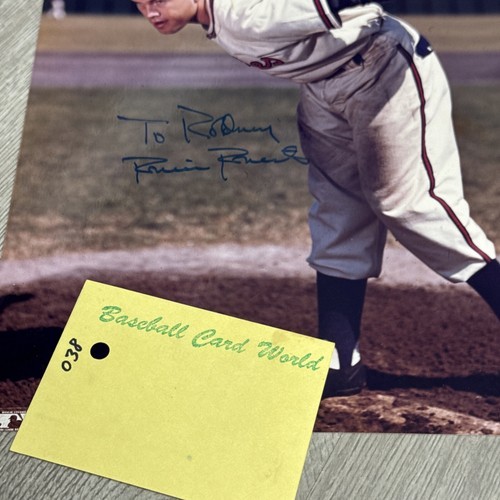 To Rodney
Robin Roberts
Baseball Card World
038